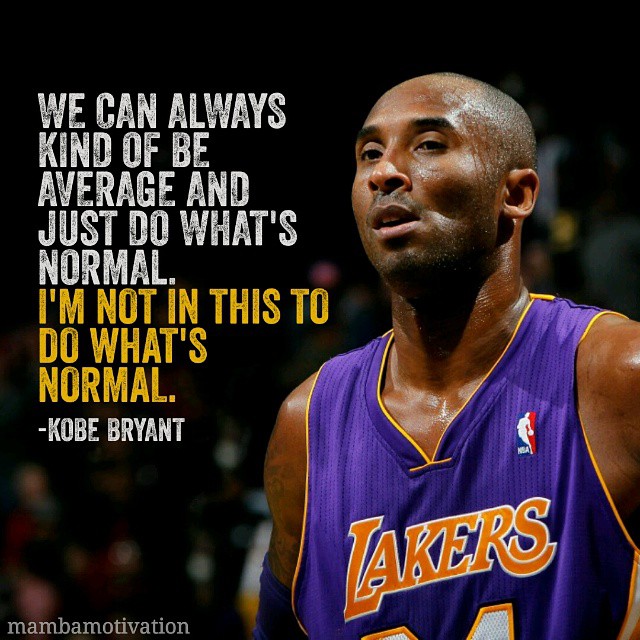 WE CAN ALWAYS
KIND OF BE
AVERAGE AND
JUST DO WHAT'S
NORMAL.
I'M NOT IN THIS TO
DO WHAT'S
NORMAL.
-KOBE BRYANT
NBA
LAKERS
mambamotivation